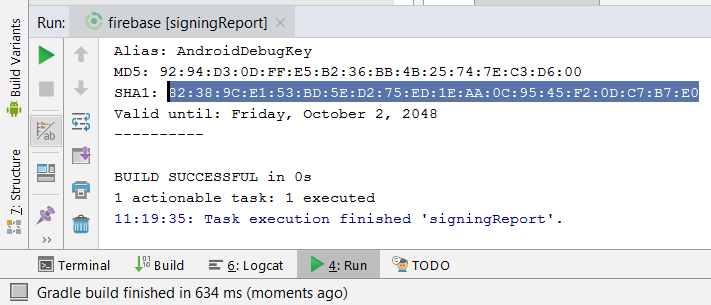 Run: firebase [signingReport]
Build Variants
Alias: AndroidDebugKey
MD5: 92:94:D3:0D:FF:E5:B2:36:BB:4B:25:74:7E:C3:D6:00
SHA1: 32:38:9C:E1:53:BD:5E:D2:75:ED:1E:AA:0C:95:45:F2:0D:C7:B7:E0
Valid until: Friday, October 2, 2048
----------
BUILD SUCCESSFUL in 0s
1 actionable task: 1 executed
11:19:35: Task execution finished 'signingReport'.
Z: Structure
Terminal Build 6: Logcat 4: Run TODO
Gradle build finished in 634 ms (moments ago)